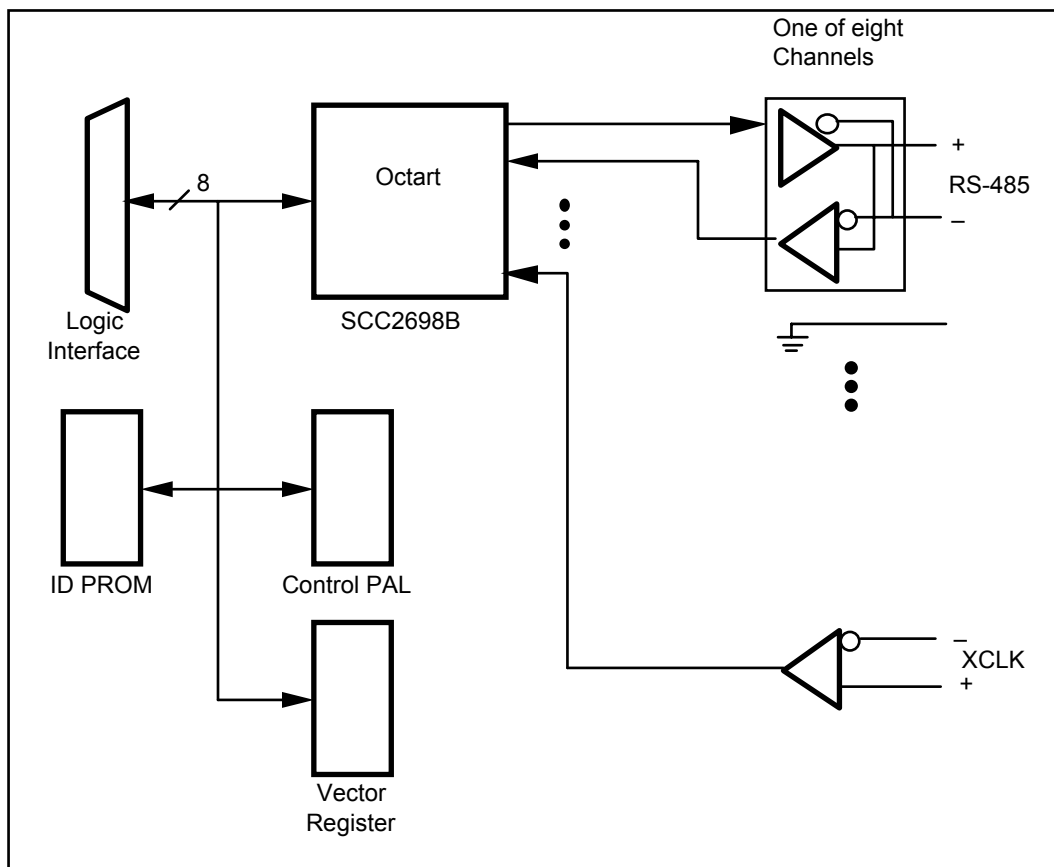 One of eight
Channels
8
Octart
+
RS-485
–
Logic
Interface
SCC2698B
ID PROM
Control PAL
–
XCLK
+
Vector
Register